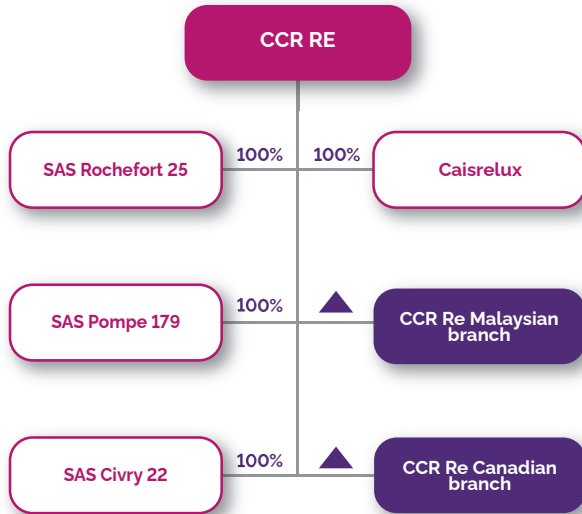 CCR RE
SAS Rochefort 25
100%
100%
Caisrelux
SAS Pompe 179
100%
CCR Re Malaysian
branch
SAS Civry 22
100%
CCR Re Canadian
branch